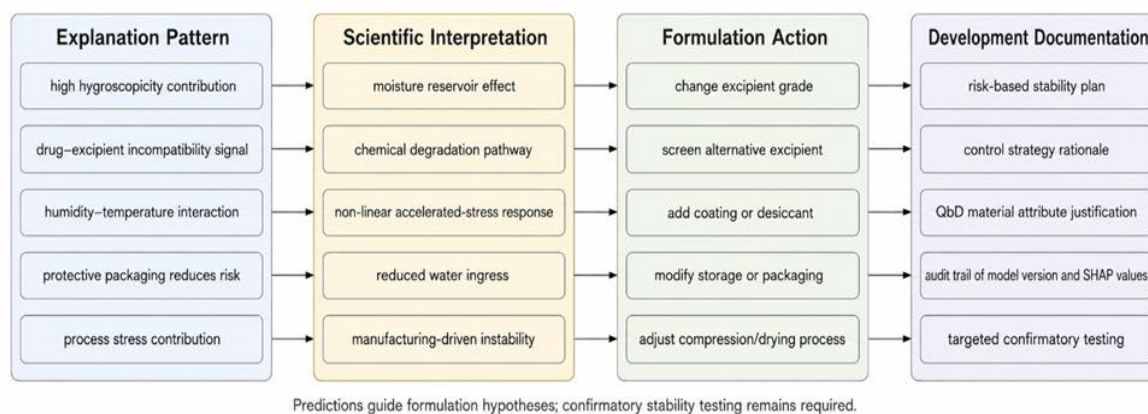 Explanation Pattern
high hygroscopicity contribution
drug–excipient incompatibility signal
humidity–temperature interaction
protective packaging reduces risk
process stress contribution
Scientific Interpretation
moisture reservoir effect
chemical degradation pathway
non-linear accelerated-stress response
reduced water ingress
manufacturing-driven instability
Formulation Action
change excipient grade
screen alternative excipient
add coating or desiccant
modify storage or packaging
adjust compression/drying process
Development Documentation
risk-based stability plan
control strategy rationale
QbD material attribute justification
audit trail of model version and SHAP values
targeted confirmatory testing
Predictions guide formulation hypotheses; confirmatory stability testing remains required.